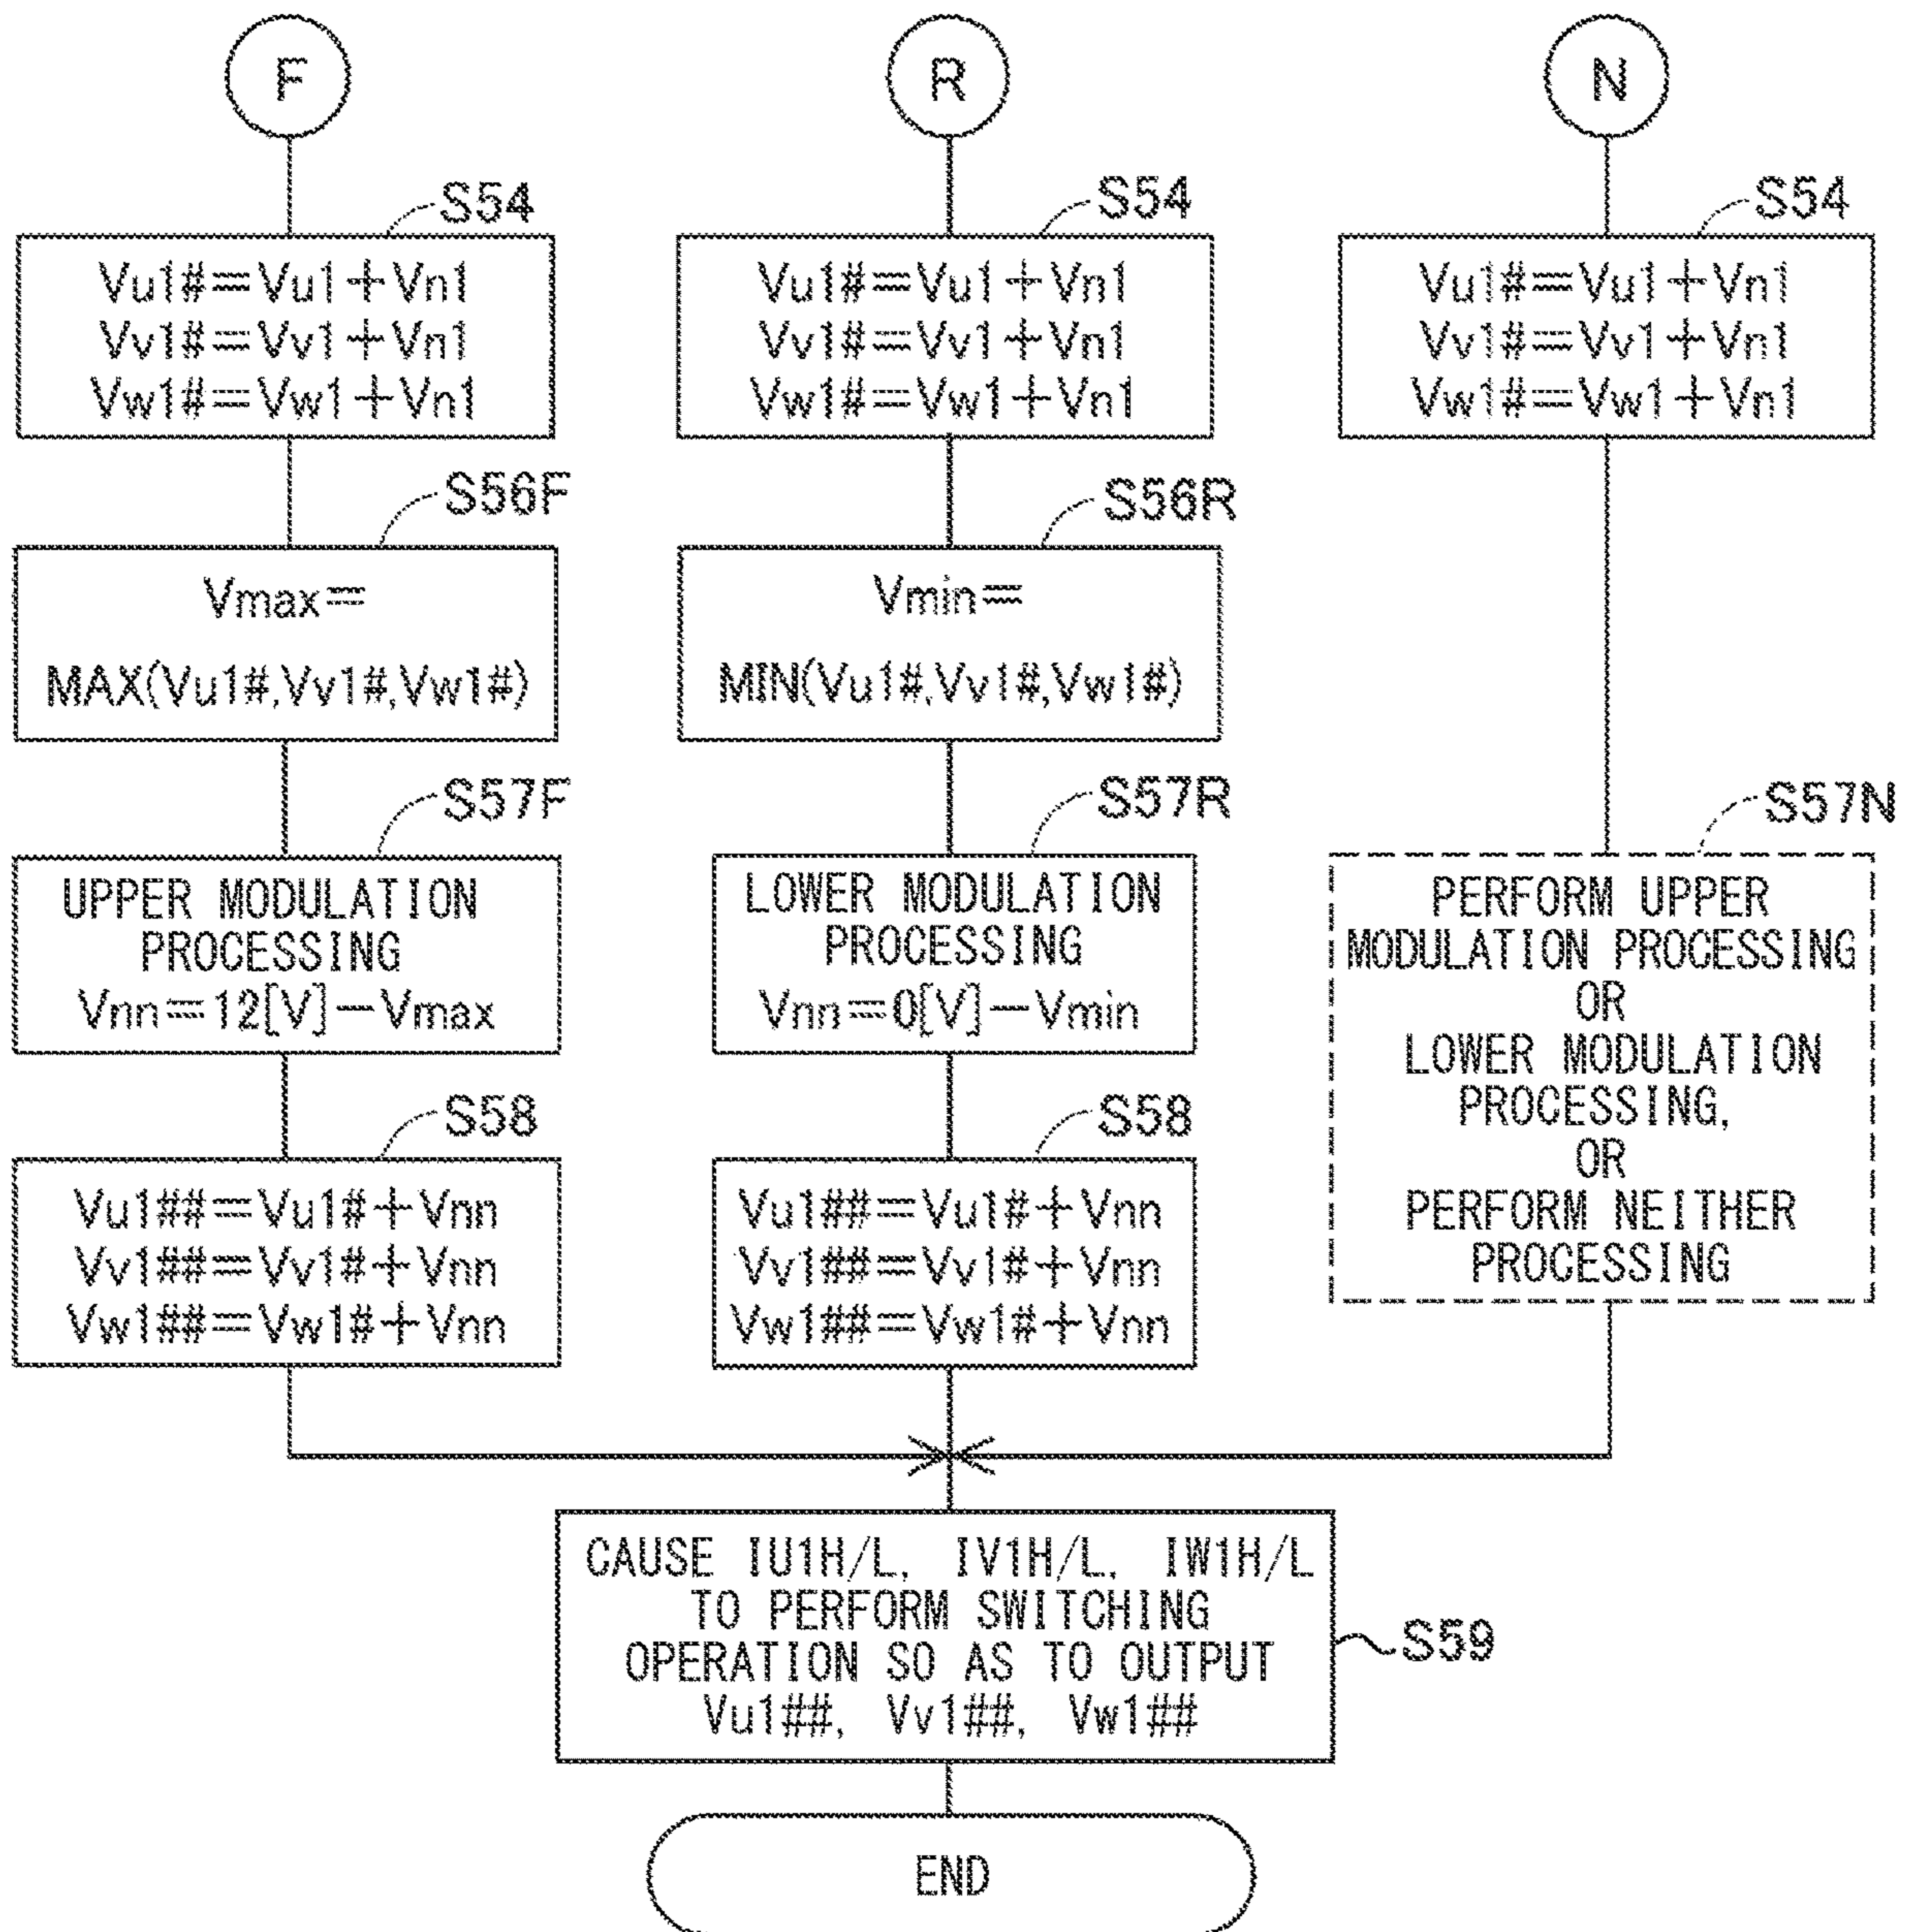 F
S54
Vu1#=Vu1+Vn1
Vv1#=Vv1+Vn1
Vw1#=Vw1+Vn1
S56F
Vmax=
MAX(Vu1#,Vv1#,Vw1#)
S57F
UPPER MODULATION
PROCESSING
Vnn=12[V]-Vmax
S58
Vu1##=Vu1#+Vnn
Vv1##=Vv1#+Vnn
Vw1##=Vw1#+Vnn
R
S54
Vu1#=Vu1+Vn1
Vv1#=Vv1+Vn1
Vw1#=Vw1+Vn1
S56R
Vmin=
MIN(Vu1#,Vv1#,Vw1#)
S57R
LOWER MODULATION
PROCESSING
Vnn=0[V]-Vmin
S58
Vu1##=Vu1#+Vnn
Vv1##=Vv1#+Vnn
Vw1##=Vw1#+Vnn
N
S54
Vu1#=Vu1+Vn1
Vv1#=Vv1+Vn1
Vw1#=Vw1+Vn1
S57N
PERFORM UPPER
MODULATION PROCESSING
OR
LOWER MODULATION
PROCESSING,
OR
PERFORM NEITHER
PROCESSING
CAUSE IU1H/L, IV1H/L, IW1H/L
TO PERFORM SWITCHING
OPERATION SO AS TO OUTPUT
Vu1##, Vv1##, Vw1##
S59
END